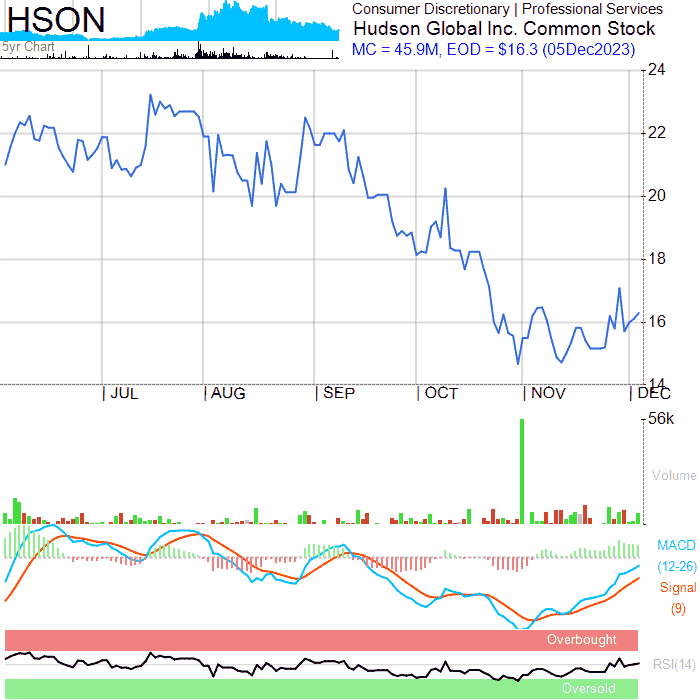 HSON
5yr Chart
Consumer Discretionary | Professional Services
Hudson Global Inc. Common Stock
MC = 45.9M, EOD = $16.3 (05Dec2023)
24
22
20
18
16
14
| JUL | AUG | SEP | OCT | NOV | DEC
56k
Volume
MACD
(12-26)
Signal
(9)
Overbought
RSI(14)
Oversold